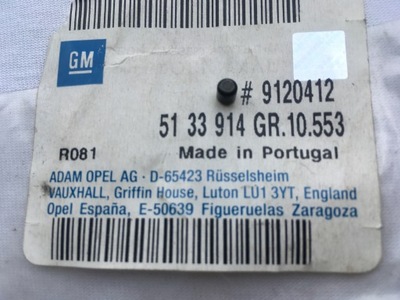 GM
# 9120412
51 33 914 GR.10.553
R081 Made in Portugal
ADAM OPEL AG · D-65423 Rüsselsheim
VAUXHALL, Griffin House, Luton LU1 3YT, England
Opel España, E-50639 Figueruelas Zaragoza